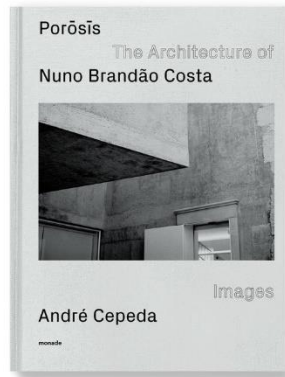 Porōsīs
The Architecture of
Nuno Brandão Costa
Images
André Cepeda
monade